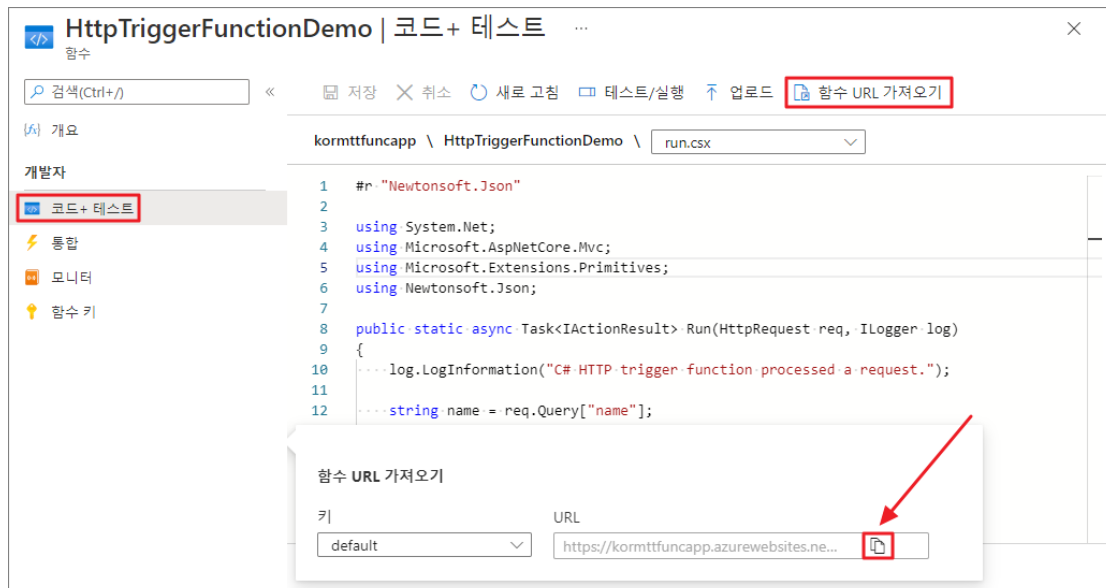 HttpTriggerFunctionDemo | 코드+ 테스트 ...
함수
검색(Ctrl+/) «
저장 취소 새로 고침 테스트/실행 업로드 함수 URL 가져오기
개요
kormttfuncapp \ HttpTriggerFunctionDemo \ run.csx
개발자
코드+ 테스트
통합
모니터
함수 키
1 #r "Newtonsoft.Json"
2
3 using System.Net;
4 using Microsoft.AspNetCore.Mvc;
5 using Microsoft.Extensions.Primitives;
6 using Newtonsoft.Json;
7
8 public static async Task<IActionResult> Run(HttpRequest req, ILogger log)
9 {
10 log.LogInformation("C# HTTP trigger function processed a request.");
11
12 string name = req.Query["name"];
함수 URL 가져오기
키 URL
default https://kormttfuncapp.azurewebsites.ne...